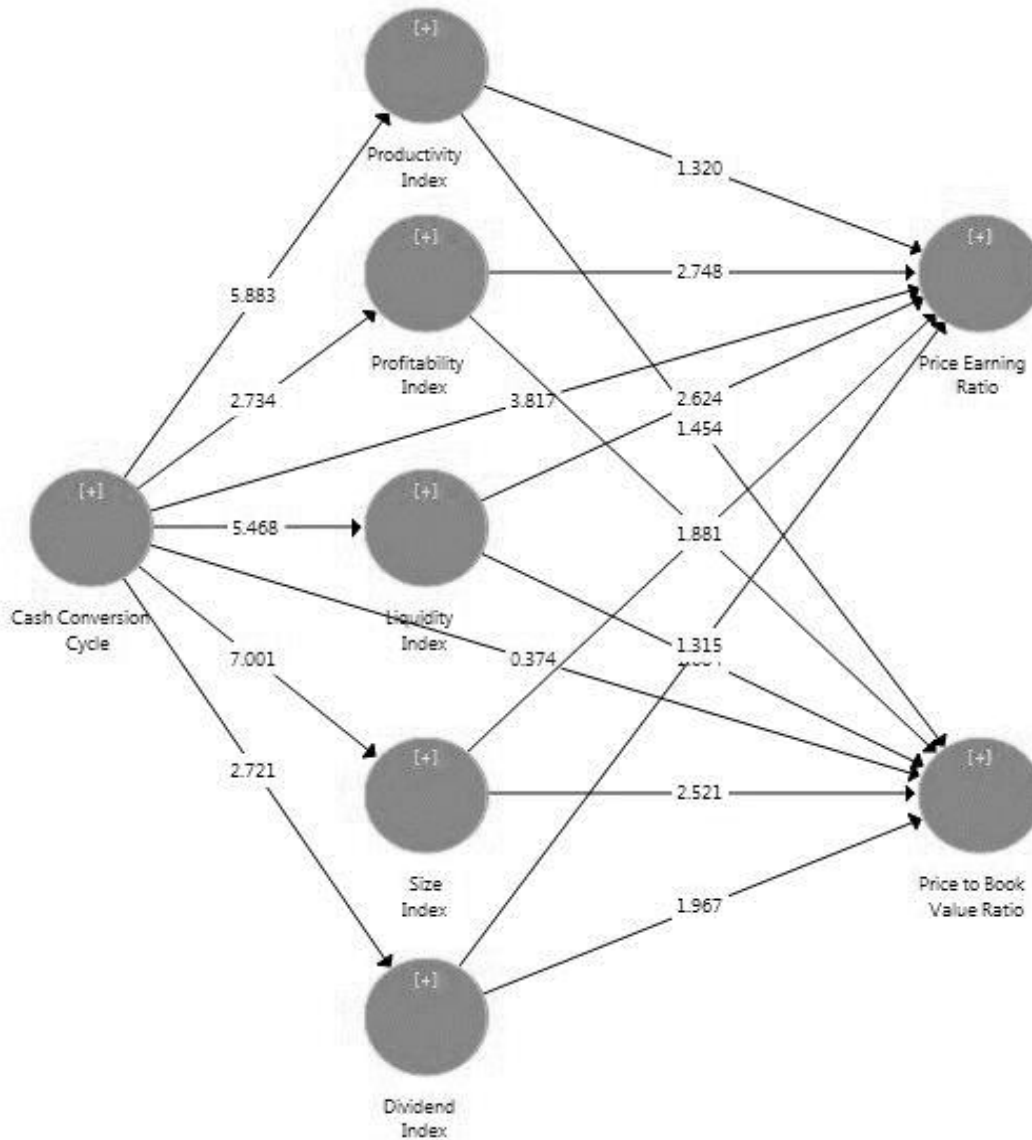 [+]
Productivity
Index
1.320
[+]
[+]
5.883
2.748
Profitability
Index
Price Earning
Ratio
2.734
3.817
2.624
1.454
[+]
[+]
5.468
1.881
Cash Conversion
Cycle
Liquidity
Index
1.315
7.001
0.374
[+]
[+]
2.721
2.521
Size
Index
Price to Book
Value Ratio
1.967
[+]
Dividend
Index